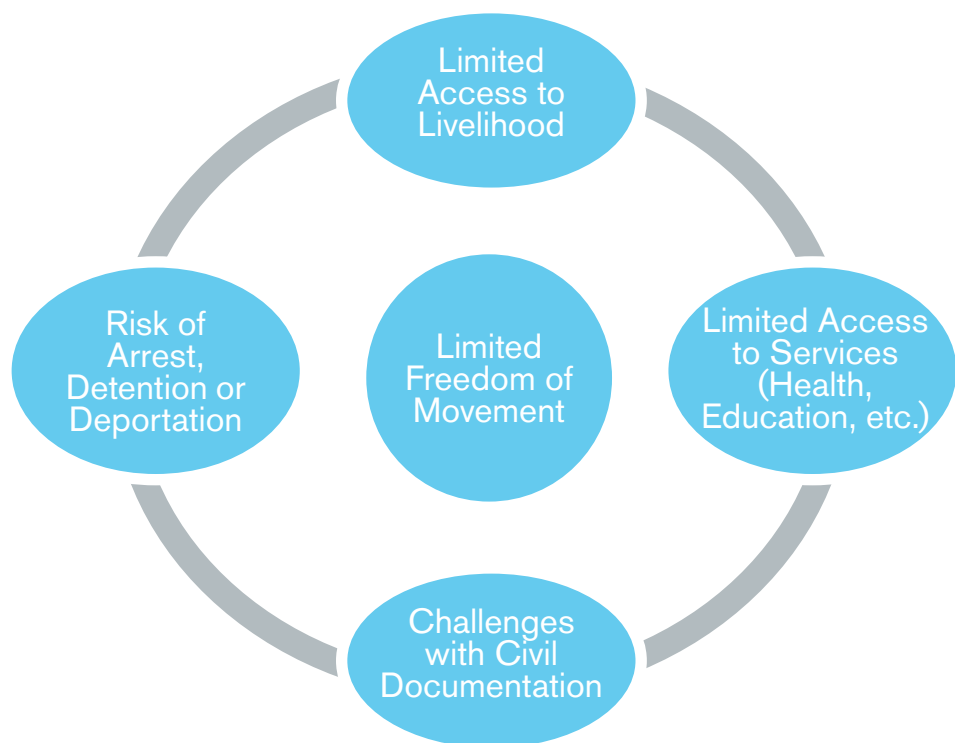 Limited
Access to
Livelihood
Risk of
Arrest,
Detention or
Deportation
Limited
Freedom of
Movement
Limited Access
to Services
(Health,
Education, etc.)
Challenges
with Civil
Documentation